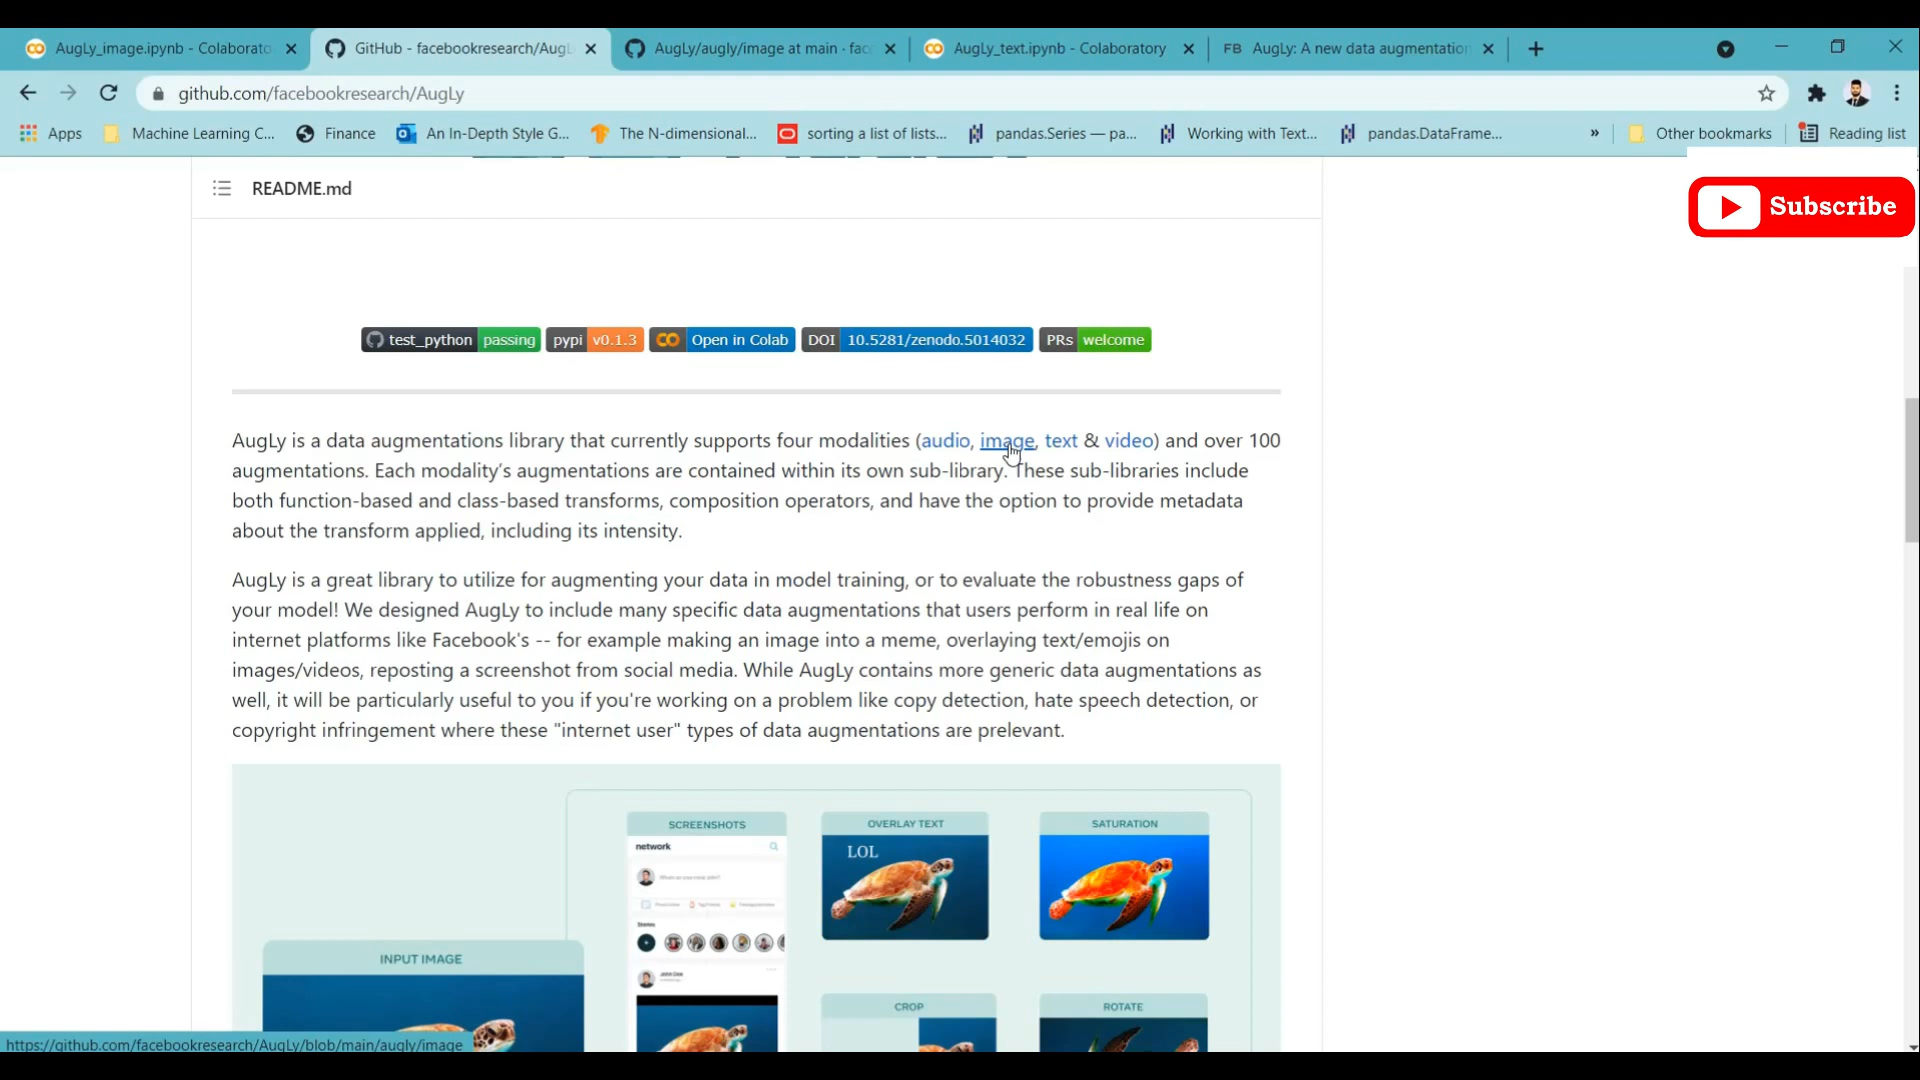 AugLy_image.ipynb - Colaborato
GitHub - facebookresearch/AugL
AugLy/augly/image at main · fac
AugLy_text.ipynb - Colaboratory
FB AugLy: A new data augmentation
github.com/facebookresearch/AugLy
Apps
Machine Learning C...
Finance
An In-Depth Style G...
The N-dimensional...
sorting a list of lists...
pandas.Series — pa...
Working with Text...
pandas.DataFrame...
»
Other bookmarks
Reading list
Subscribe
README.md
test_python passing
pypi v0.1.3
Open in Colab
DOI 10.5281/zenodo.5014032
PRs welcome
AugLy is a data augmentations library that currently supports four modalities (audio, image, text & video) and over 100
augmentations. Each modality's augmentations are contained within its own sub-library. These sub-libraries include
both function-based and class-based transforms, composition operators, and have the option to provide metadata
about the transform applied, including its intensity.
AugLy is a great library to utilize for augmenting your data in model training, or to evaluate the robustness gaps of
your model! We designed AugLy to include many specific data augmentations that users perform in real life on
internet platforms like Facebook's -- for example making an image into a meme, overlaying text/emojis on
images/videos, reposting a screenshot from social media. While AugLy contains more generic data augmentations as
well, it will be particularly useful to you if you're working on a problem like copy detection, hate speech detection, or
copyright infringement where these "internet user" types of data augmentations are prelevant.
SCREENSHOTS
OVERLAY TEXT
SATURATION
network
LOL
Stories
INPUT IMAGE
John Doe
CROP
ROTATE
https://github.com/facebookresearch/AugLy/blob/main/augly/image